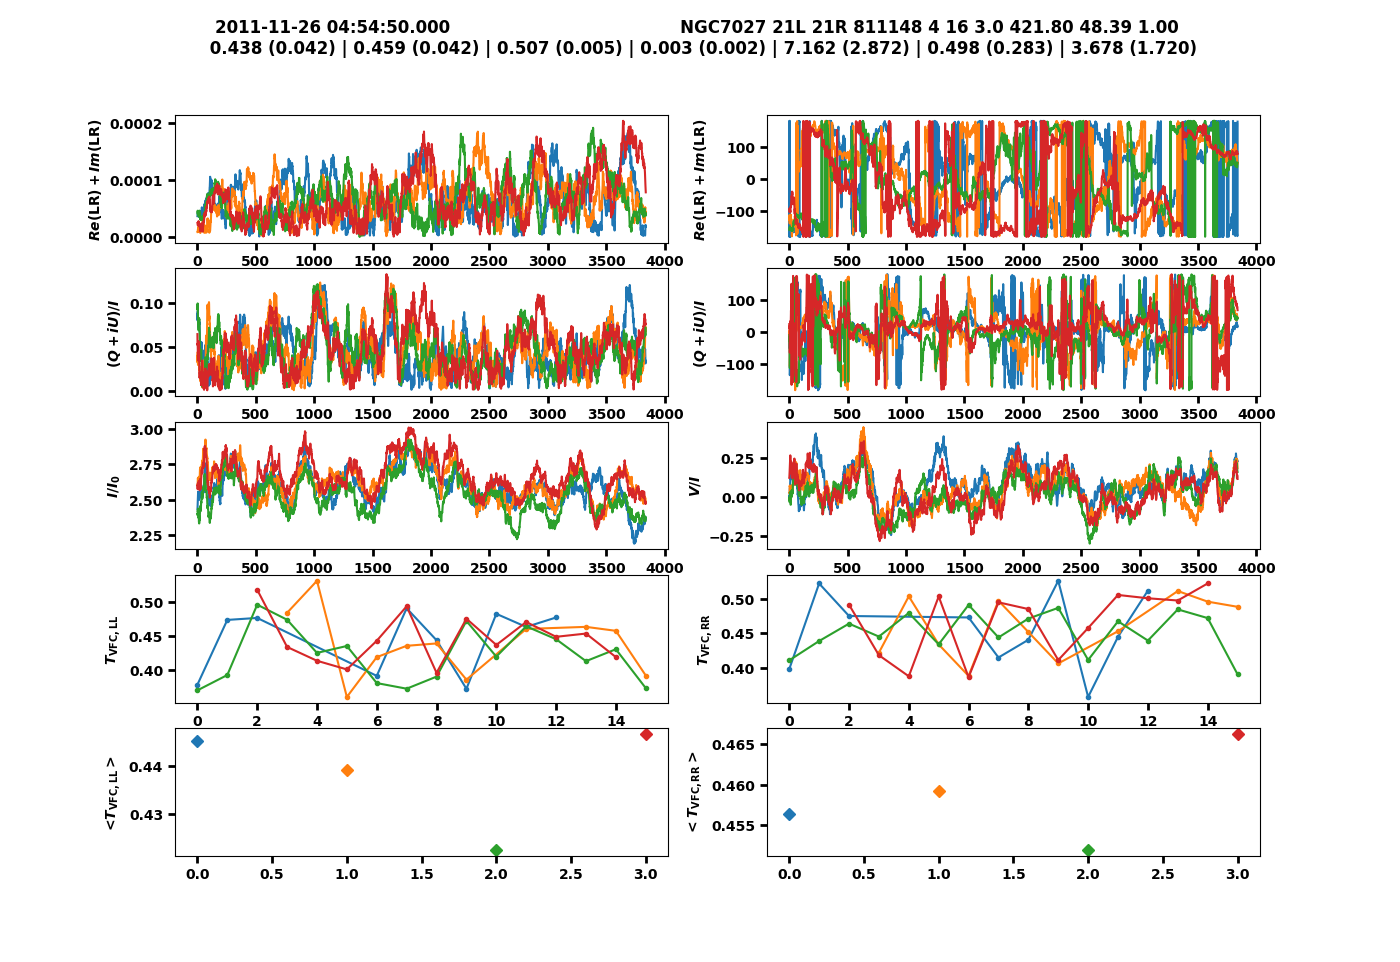 2011-11-26 04:54:50.000 NGC7027 21L 21R 811148 4 16 3.0 421.80 48.39 1.00
0.438 (0.042) | 0.459 (0.042) | 0.507 (0.005) | 0.003 (0.002) | 7.162 (2.872) | 0.498 (0.283) | 3.678 (1.720)
Re(LR) + Im(LR)
0.0002
0.0001
0.0000
0 500 1000 1500 2000 2500 3000 3500 4000
Re(LR) + Im(LR)
100
0
−100
0 500 1000 1500 2000 2500 3000 3500 4000
(Q + iU)/I
0.10
0.05
0.00
0 500 1000 1500 2000 2500 3000 3500 4000
(Q + iU)/I
100
0
−100
0 500 1000 1500 2000 2500 3000 3500 4000
I/I0
3.00
2.75
2.50
2.25
0 500 1000 1500 2000 2500 3000 3500 4000
V/I
0.25
0.00
−0.25
0 500 1000 1500 2000 2500 3000 3500 4000
TVFC, LL
0.50
0.45
0.40
0 2 4 6 8 10 12 14
TVFC, RR
0.50
0.45
0.40
0 2 4 6 8 10 12 14
<TVFC, LL >
0.44
0.43
0.0 0.5 1.0 1.5 2.0 2.5 3.0
< TVFC, RR >
0.465
0.460
0.455
0.0 0.5 1.0 1.5 2.0 2.5 3.0